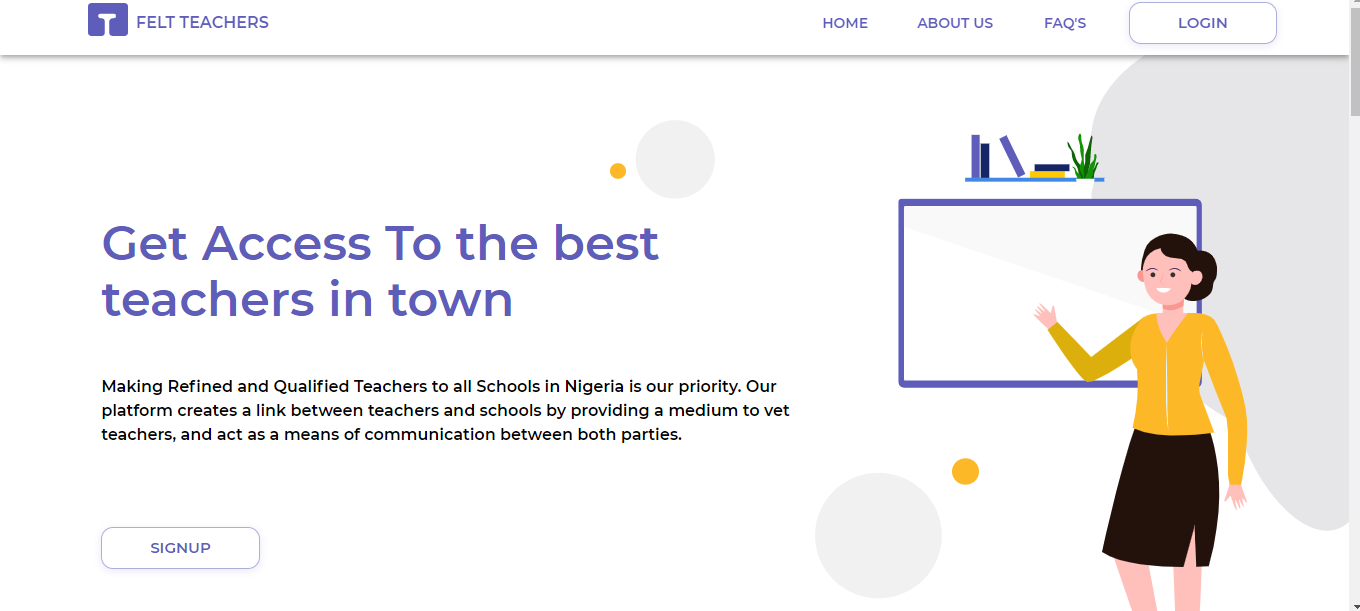 FELT TEACHERS
HOME
ABOUT US
FAQ'S
LOGIN
Get Access To the best
teachers in town
Making Refined and Qualified Teachers to all Schools in Nigeria is our priority. Our
platform creates a link between teachers and schools by providing a medium to vet
teachers, and act as a means of communication between both parties.
SIGNUP